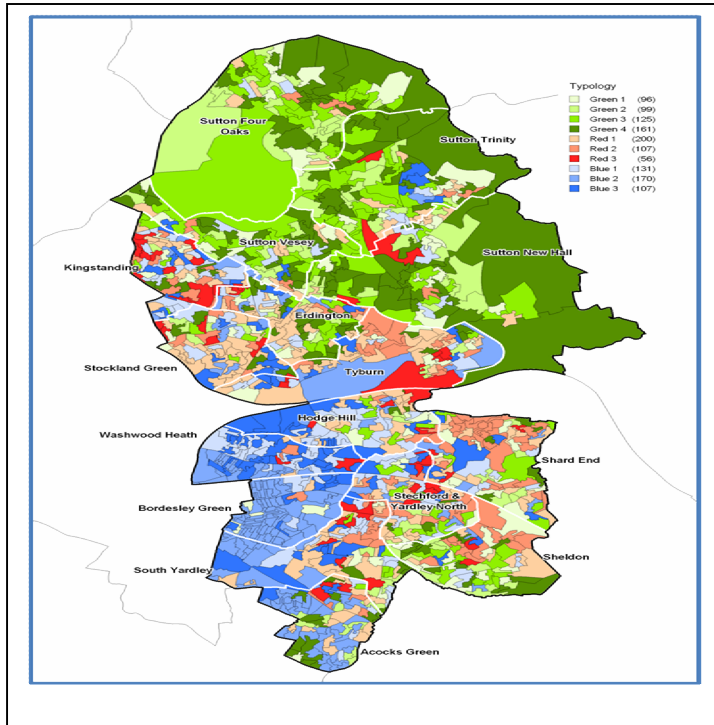 Typology
Green 1 (96)
Green 2 (99)
Green 3 (125)
Green 4 (161)
Red 1 (200)
Red 2 (107)
Red 3 (56)
Blue 1 (131)
Blue 2 (170)
Blue 3 (107)
Sutton Four
Oaks
Sutton Trinity
Sutton Vesey
Sutton New Hall
Kingstanding
Erdington
Stockland Green
Tyburn
Hodge Hill
Washwood Heath
Shard End
Stechford &
Yardley North
Bordesley Green
Sheldon
South Yardley
Acocks Green